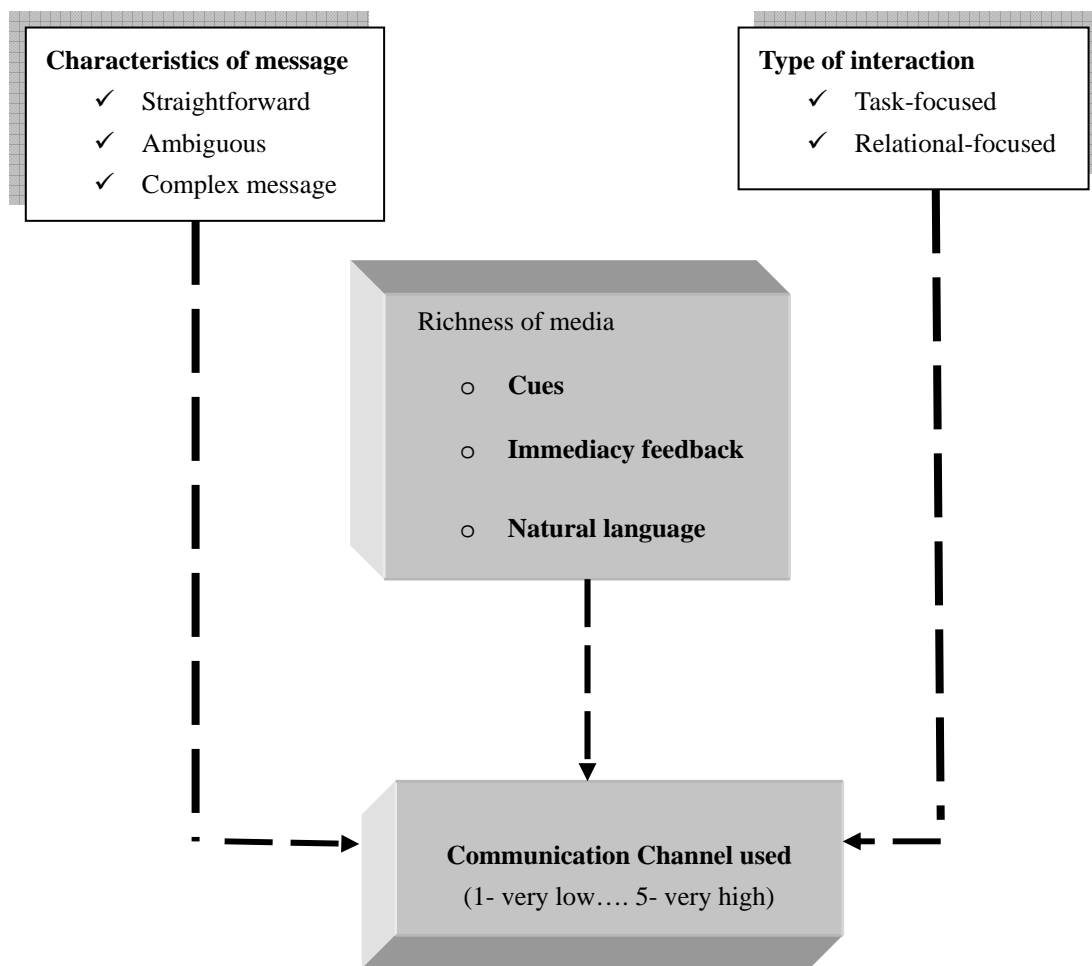 Characteristics of message
✓ Straightforward
✓ Ambiguous
✓ Complex message
Type of interaction
✓ Task-focused
✓ Relational-focused
Richness of media
o Cues
o Immediacy feedback
o Natural language
Communication Channel used
(1- very low…. 5- very high)